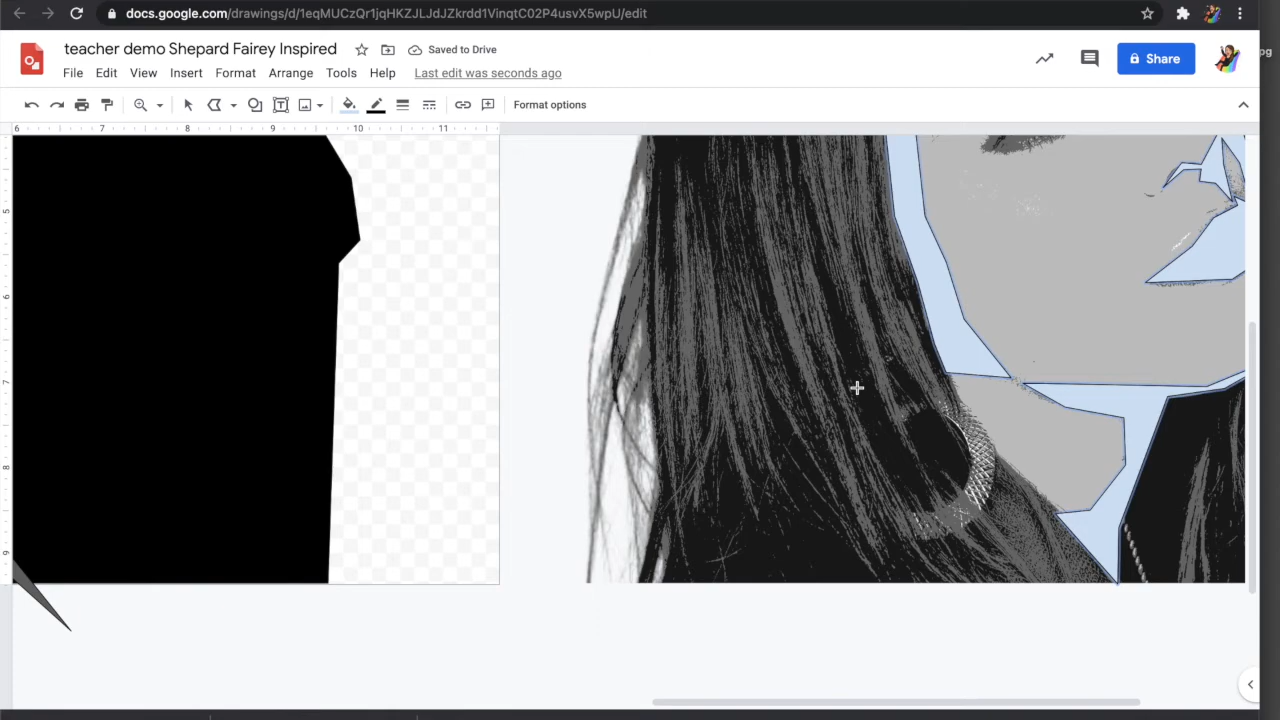 docs.google.com/drawings/d/1eqMUCzQr1jqHKZJLJdJZkrdd1VinqtC02P4usvX5wpU/edit
pg
teacher demo Shepard Fairey Inspired
Saved to Drive
Share
File Edit View Insert Format Arrange Tools Help Last edit was seconds ago
Format options
6 7 8 9 10 11
5
6
7
8
9